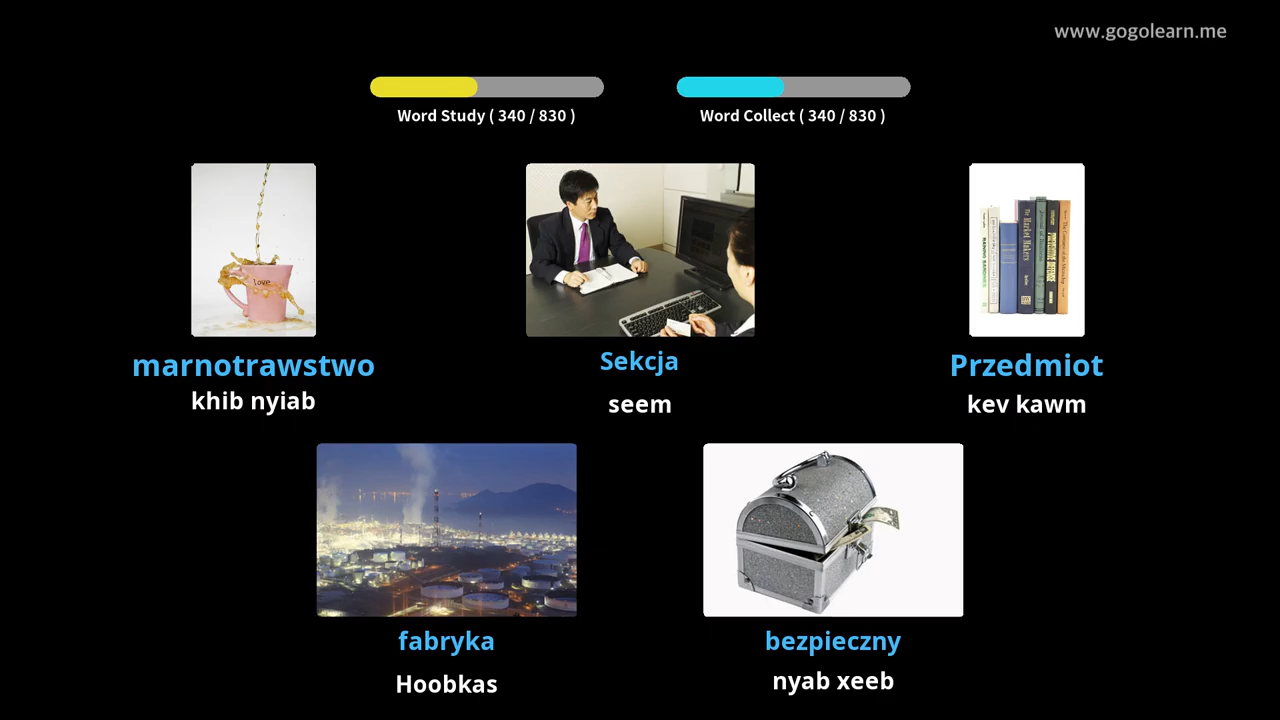 www.gogolearn.me
Word Study ( 340 / 830 )
Word Collect ( 340 / 830 )
love
marnotrawstwo
khib nyiab
Sekcja
seem
Przedmiot
kev kawm
fabryka
Hoobkas
bezpieczny
nyab xeeb